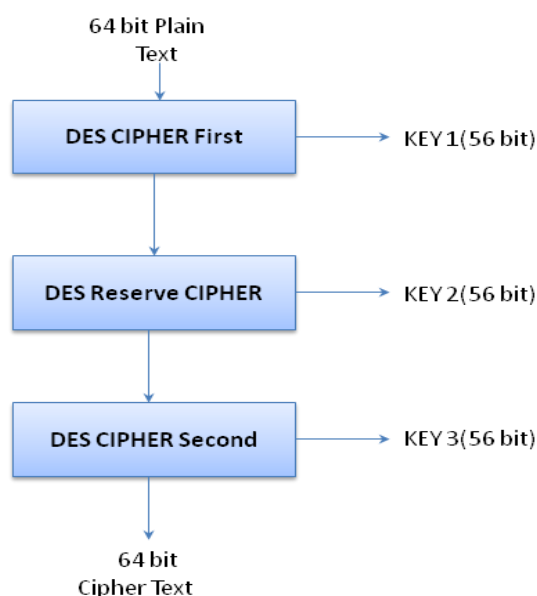 64 bit Plain
Text
DES CIPHER First
KEY 1(56 bit)
DES Reserve CIPHER
KEY 2(56 bit)
DES CIPHER Second
KEY 3(56 bit)
64 bit
Cipher Text